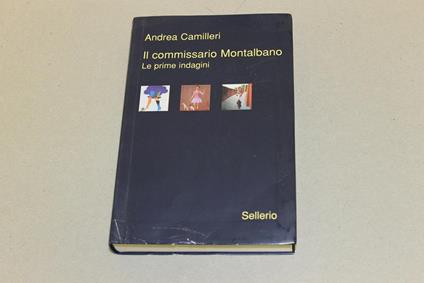 Andrea Camilleri
Il commissario Montalbano
Le prime indagini
Sellerio